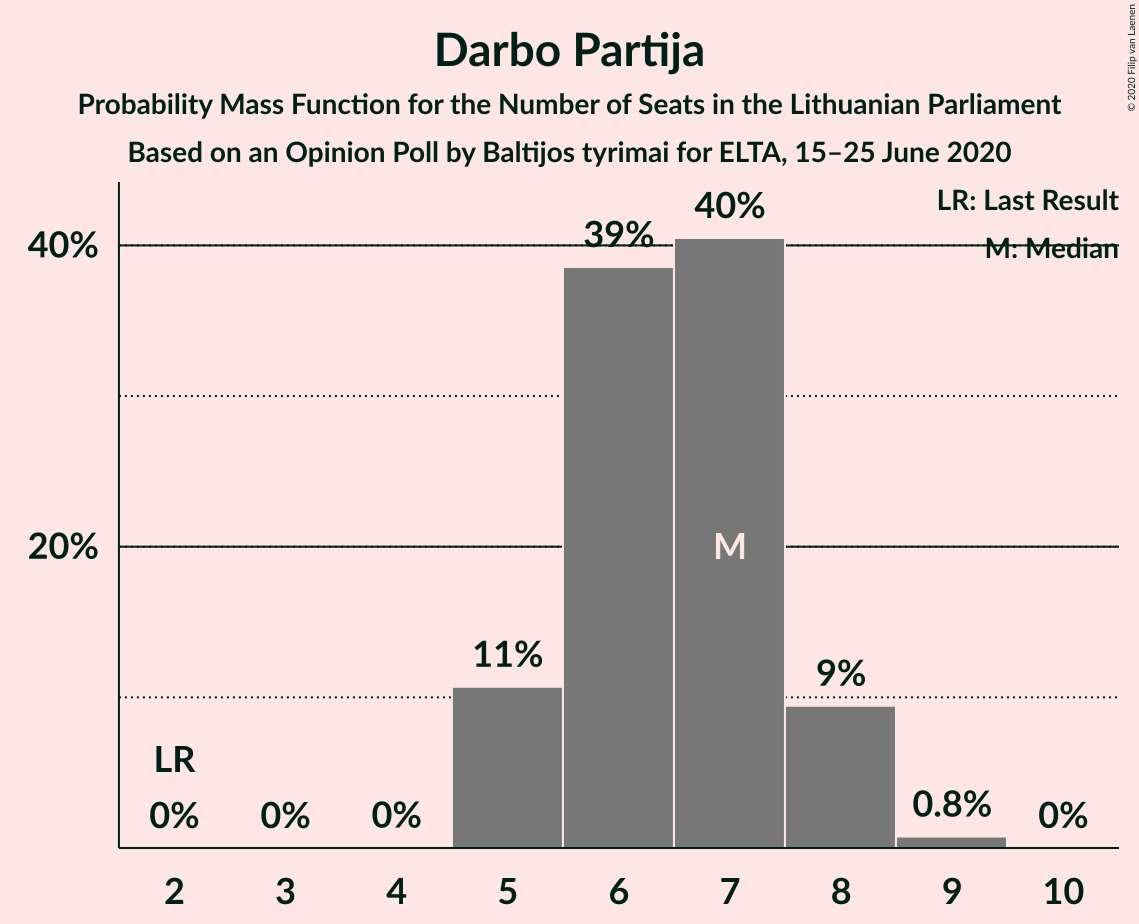 Darbo Partija
Probability Mass Function for the Number of Seats in the Lithuanian Parliament
Based on an Opinion Poll by Baltijos tyrimai for ELTA, 15–25 June 2020
© 2020 Filip van Laenen
LR: Last Result
M: Median
40%
20%
LR
0%
0%
0%
11%
39%
40%
M
9%
0.8%
0%
2 3 4 5 6 7 8 9 10